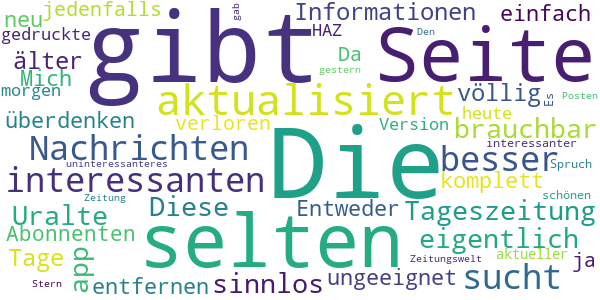 neu jedenfalls gab Informationen einfach
gedruckte gibt HAZ Den Seite
älter Da
Mich gestern völlig Es Posten
morgen aktualisiert
überdenken verloren Version heute brauchbar
Nachrichten Die besser interessanter
uninteressanteres Spruch
interessanten komplett
Zeitung schönen
Uralte Diese Entweder Tageszeitung
Abonnenten selten eigentlich
Tage app Zeitungswelt aktueller ja
Stern entfernen sinnlos ungeeignet sucht